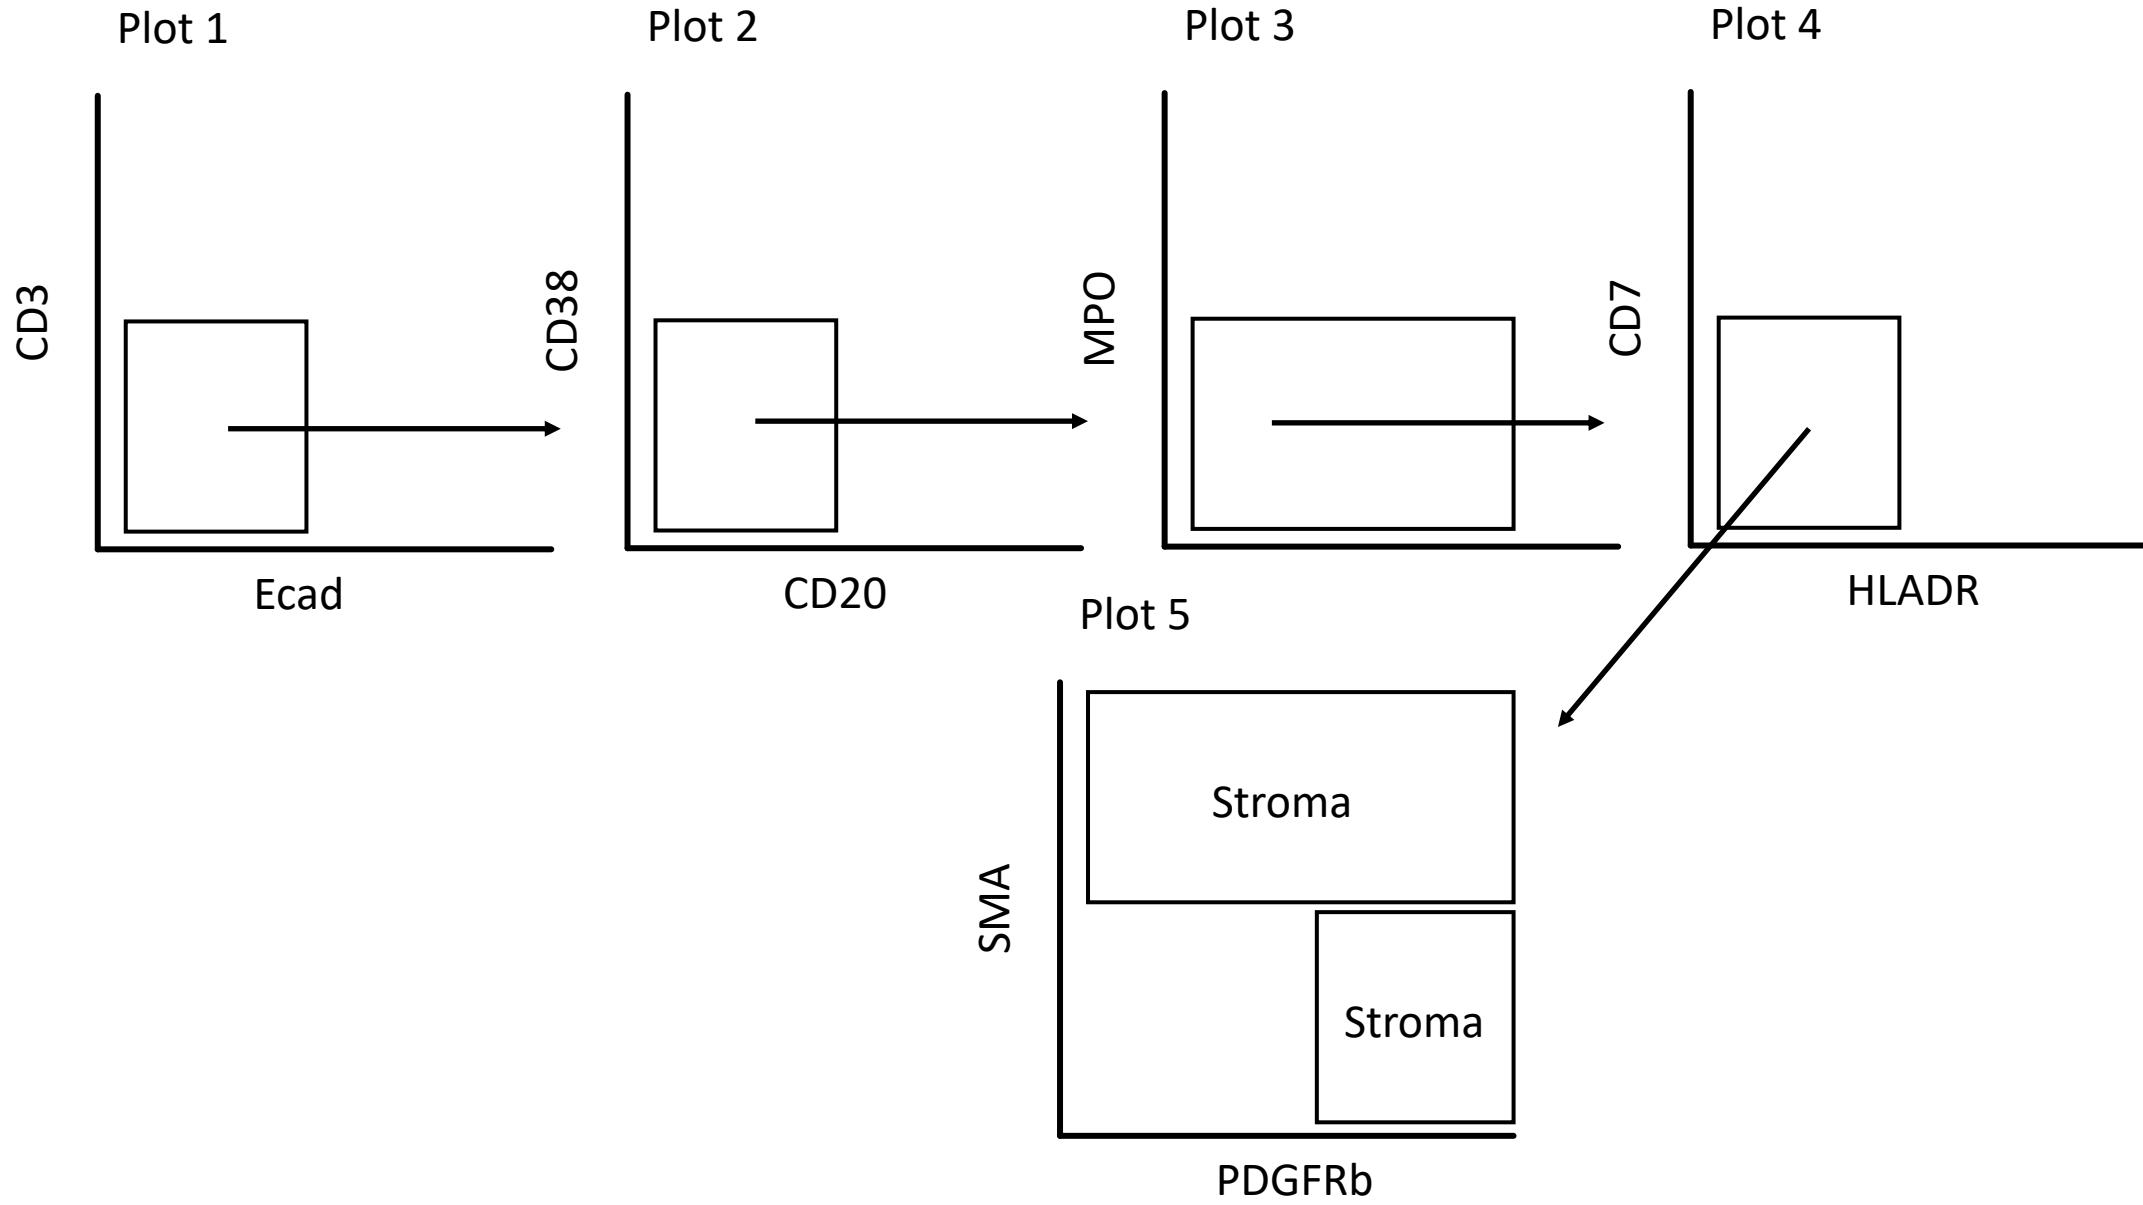 Plot 1
Plot 2
Plot 3
Plot 4
CD3
Ecad
CD38
CD20
MPO
CD7
HLADR
Plot 5
Stroma
Stroma
SMA
PDGFRb